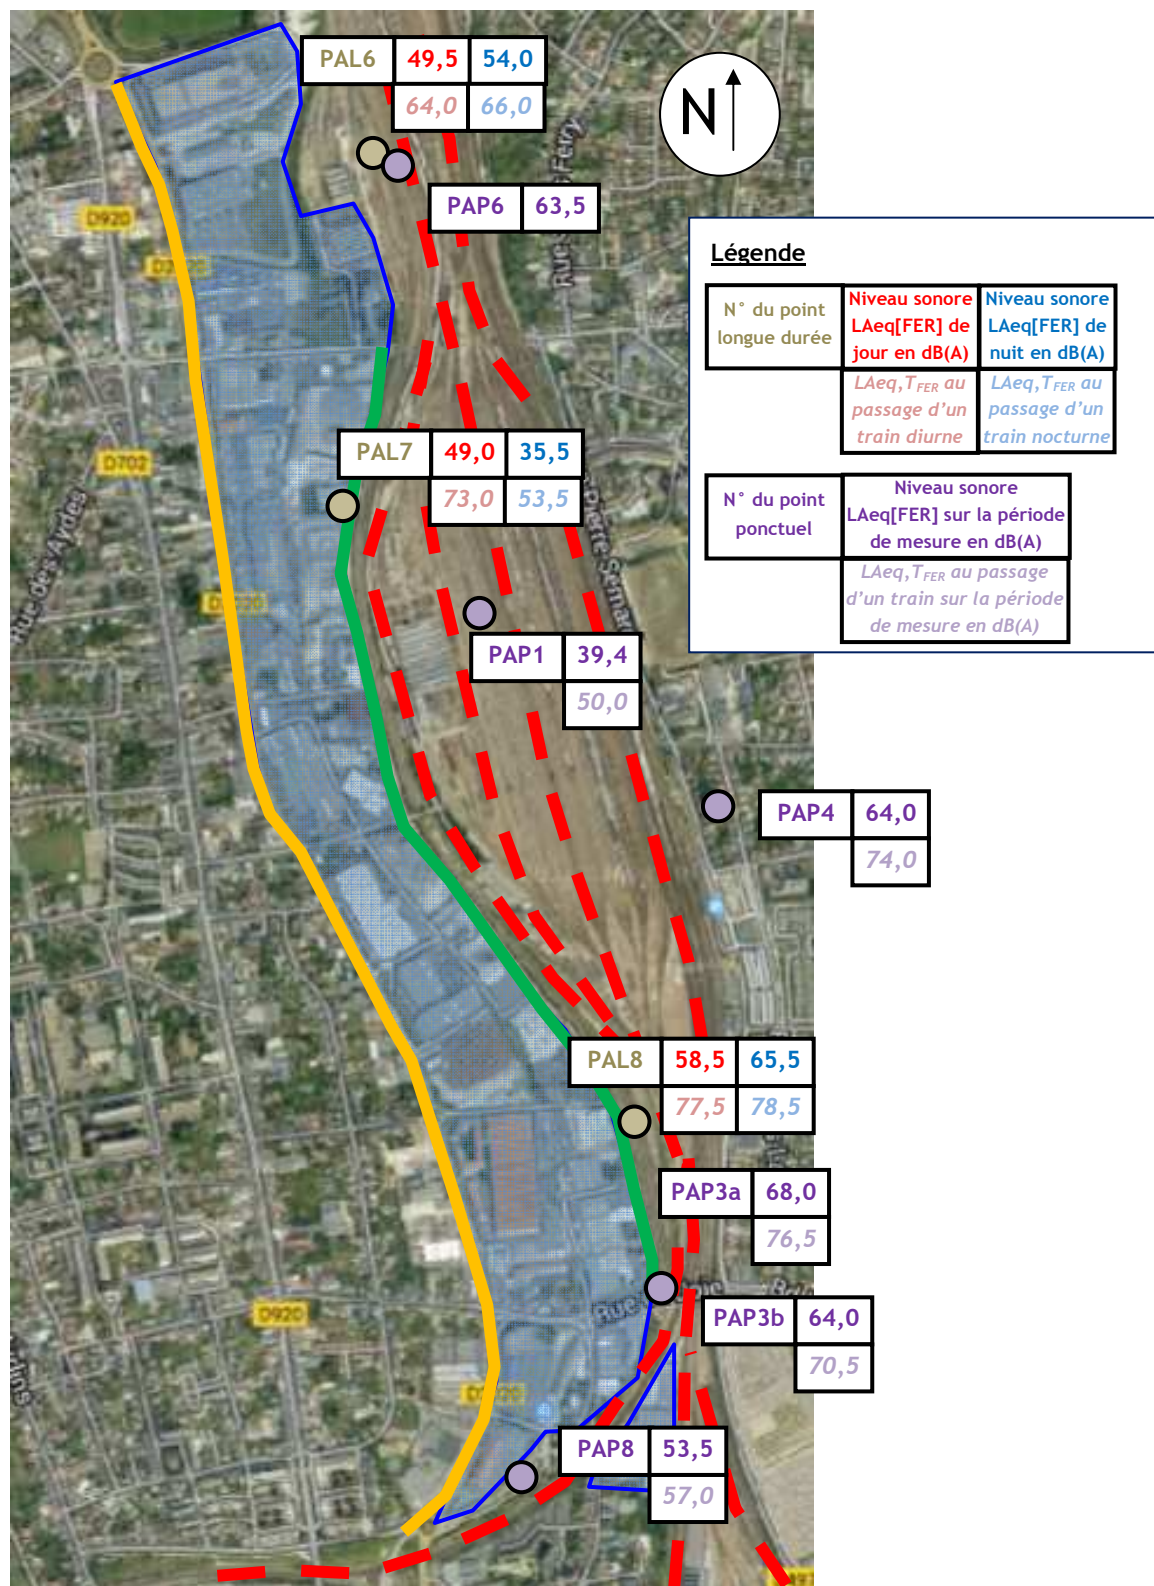 PAL6 49,5 54,0
64,0 66,0
N
PAP6 63,5
D920
Légende
N° du point longue durée
Niveau sonore LAeq[FER] de jour en dB(A)
Niveau sonore LAeq[FER] de nuit en dB(A)
LAeq,TFER au passage d'un train diurne
LAeq,TFER au passage d'un train nocturne
N° du point ponctuel
Niveau sonore LAeq[FER] sur la période de mesure en dB(A)
LAeq,TFER au passage d'un train sur la période de mesure en dB(A)
PAL7 49,0 35,5
73,0 53,5
D702
Rue Des Aydes
PAP1 39,4
50,0
PAP4 64,0
74,0
PAL8 58,5 65,5
77,5 78,5
PAP3a 68,0
76,5
D920
Rue
PAP3b 64,0
70,5
PAP8 53,5
57,0